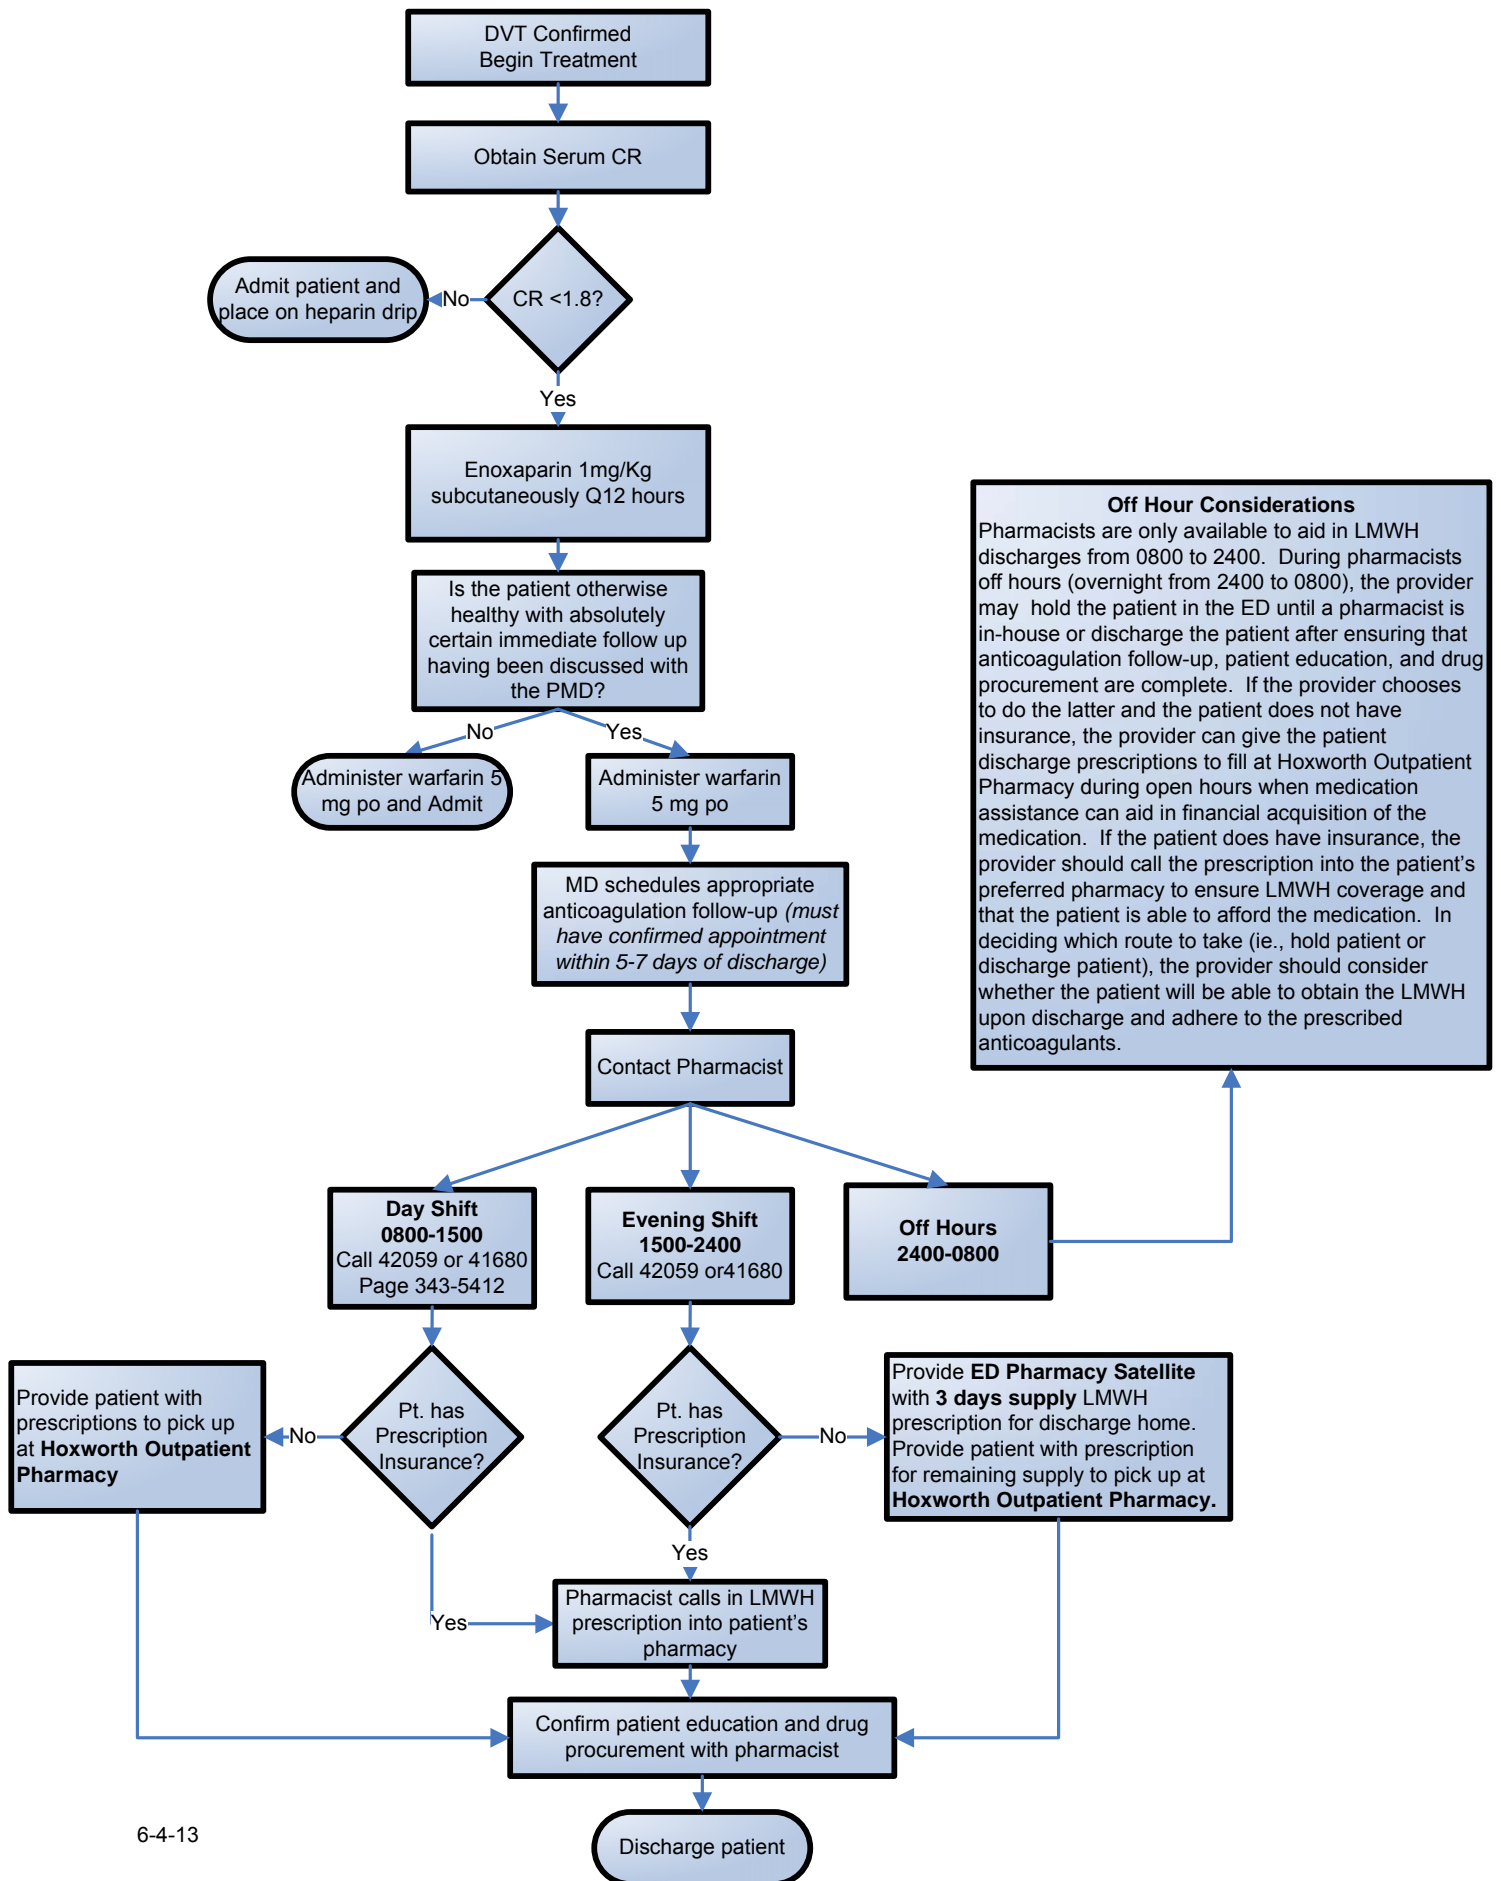 DVT Confirmed
Begin Treatment
Obtain Serum CR
CR <1.8?
No
Admit patient and
place on heparin drip
Yes
Enoxaparin 1mg/Kg
subcutaneously Q12 hours
Is the patient otherwise
healthy with absolutely
certain immediate follow up
having been discussed with
the PMD?
No
Yes
Administer warfarin 5
mg po and Admit
Administer warfarin
5 mg po
MD schedules appropriate
anticoagulation follow-up (must
have confirmed appointment
within 5-7 days of discharge)
Contact Pharmacist
Day Shift
0800-1500
Call 42059 or 41680
Page 343-5412
Evening Shift
1500-2400
Call 42059 or41680
Off Hours
2400-0800
Off Hour Considerations
Pharmacists are only available to aid in LMWH
discharges from 0800 to 2400.  During pharmacists
off hours (overnight from 2400 to 0800), the provider
may  hold the patient in the ED until a pharmacist is
in-house or discharge the patient after ensuring that
anticoagulation follow-up, patient education, and drug
procurement are complete.  If the provider chooses
to do the latter and the patient does not have
insurance, the provider can give the patient
discharge prescriptions to fill at Hoxworth Outpatient
Pharmacy during open hours when medication
assistance can aid in financial acquisition of the
medication.  If the patient does have insurance, the
provider should call the prescription into the patient's
preferred pharmacy to ensure LMWH coverage and
that the patient is able to afford the medication.  In
deciding which route to take (ie., hold patient or
discharge patient), the provider should consider
whether the patient will be able to obtain the LMWH
upon discharge and adhere to the prescribed
anticoagulants.
Pt. has
Prescription
Insurance?
No
Provide patient with
prescriptions to pick up
at Hoxworth Outpatient
Pharmacy
Yes
Pt. has
Prescription
Insurance?
No
Provide ED Pharmacy Satellite
with 3 days supply LMWH
prescription for discharge home.
Provide patient with prescription
for remaining supply to pick up at
Hoxworth Outpatient Pharmacy.
Yes
Pharmacist calls in LMWH
prescription into patient's
pharmacy
Confirm patient education and drug
procurement with pharmacist
Discharge patient
6-4-13